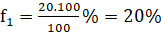 f₁ = 20.100/100 % = 20%